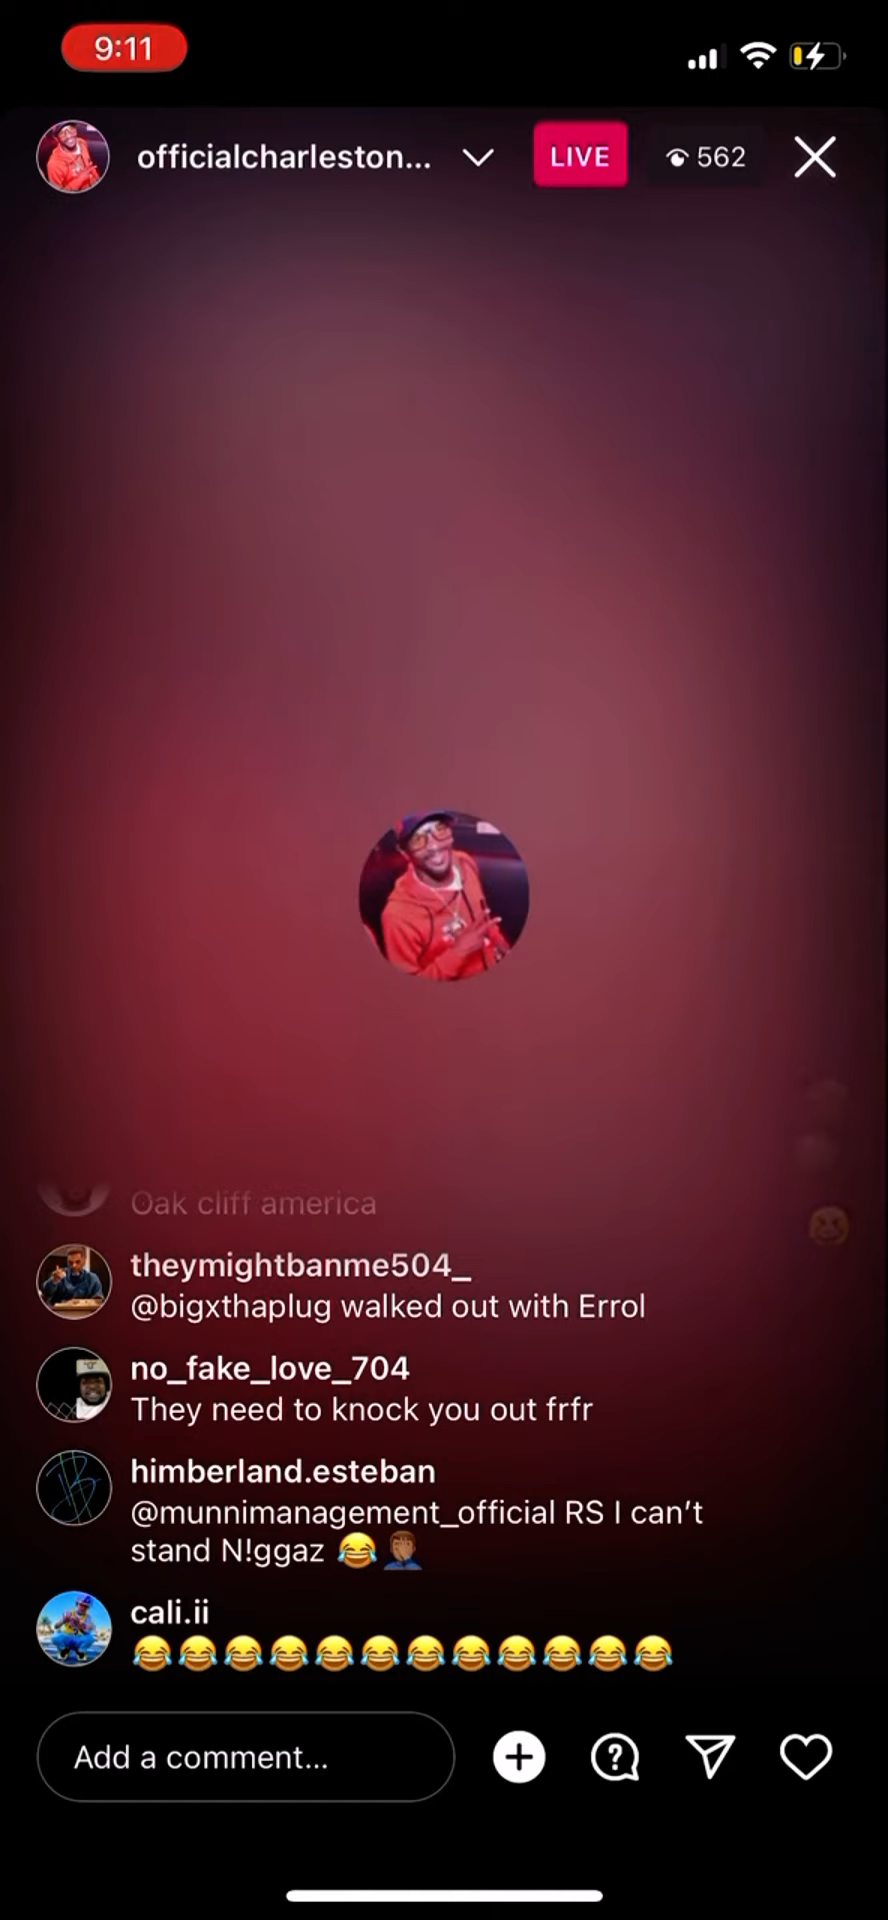 9:11
officialcharleston...
LIVE
562
Oak cliff america
theymightbanme504_
@bigxthaplug walked out with Errol
no_fake_love_704
They need to knock you out frfr
himberland.esteban
@munnimanagement_official RS I can't
stand N!ggaz 😂🤦🏾‍♂️
cali.ii
😂😂😂😂😂😂😂😂😂😂😂😂
Add a comment...